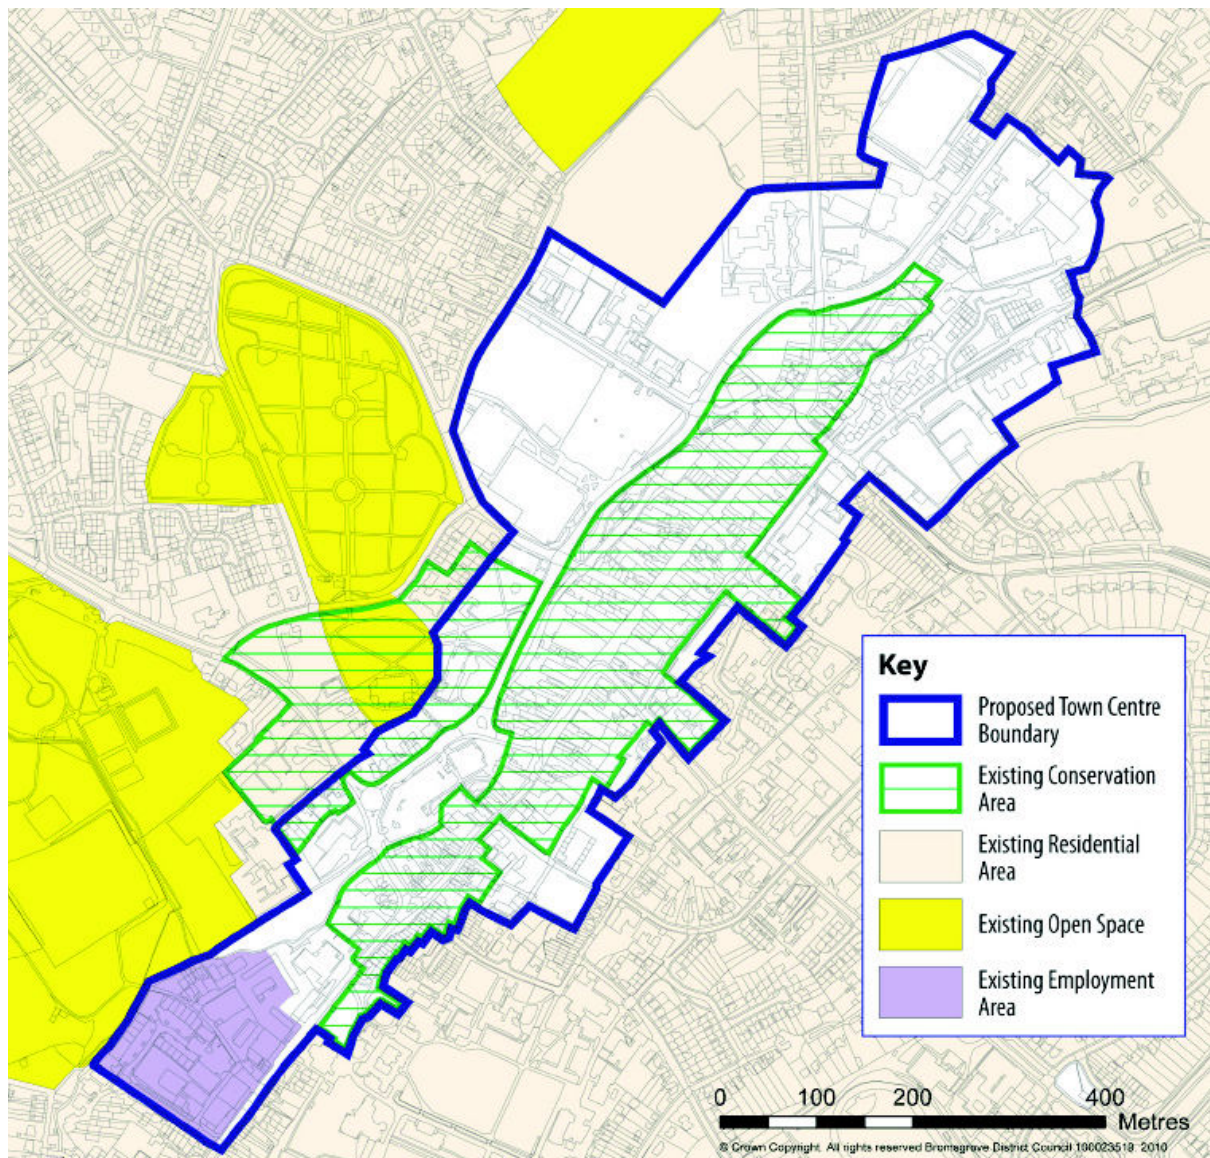 Key
Proposed Town Centre
Boundary
Existing Conservation
Area
Existing Residential
Area
Existing Open Space
Existing Employment
Area
0 100 200 400
Metres
© Crown Copyright. All rights reserved Bromsgrove District Council 100023519. 2010